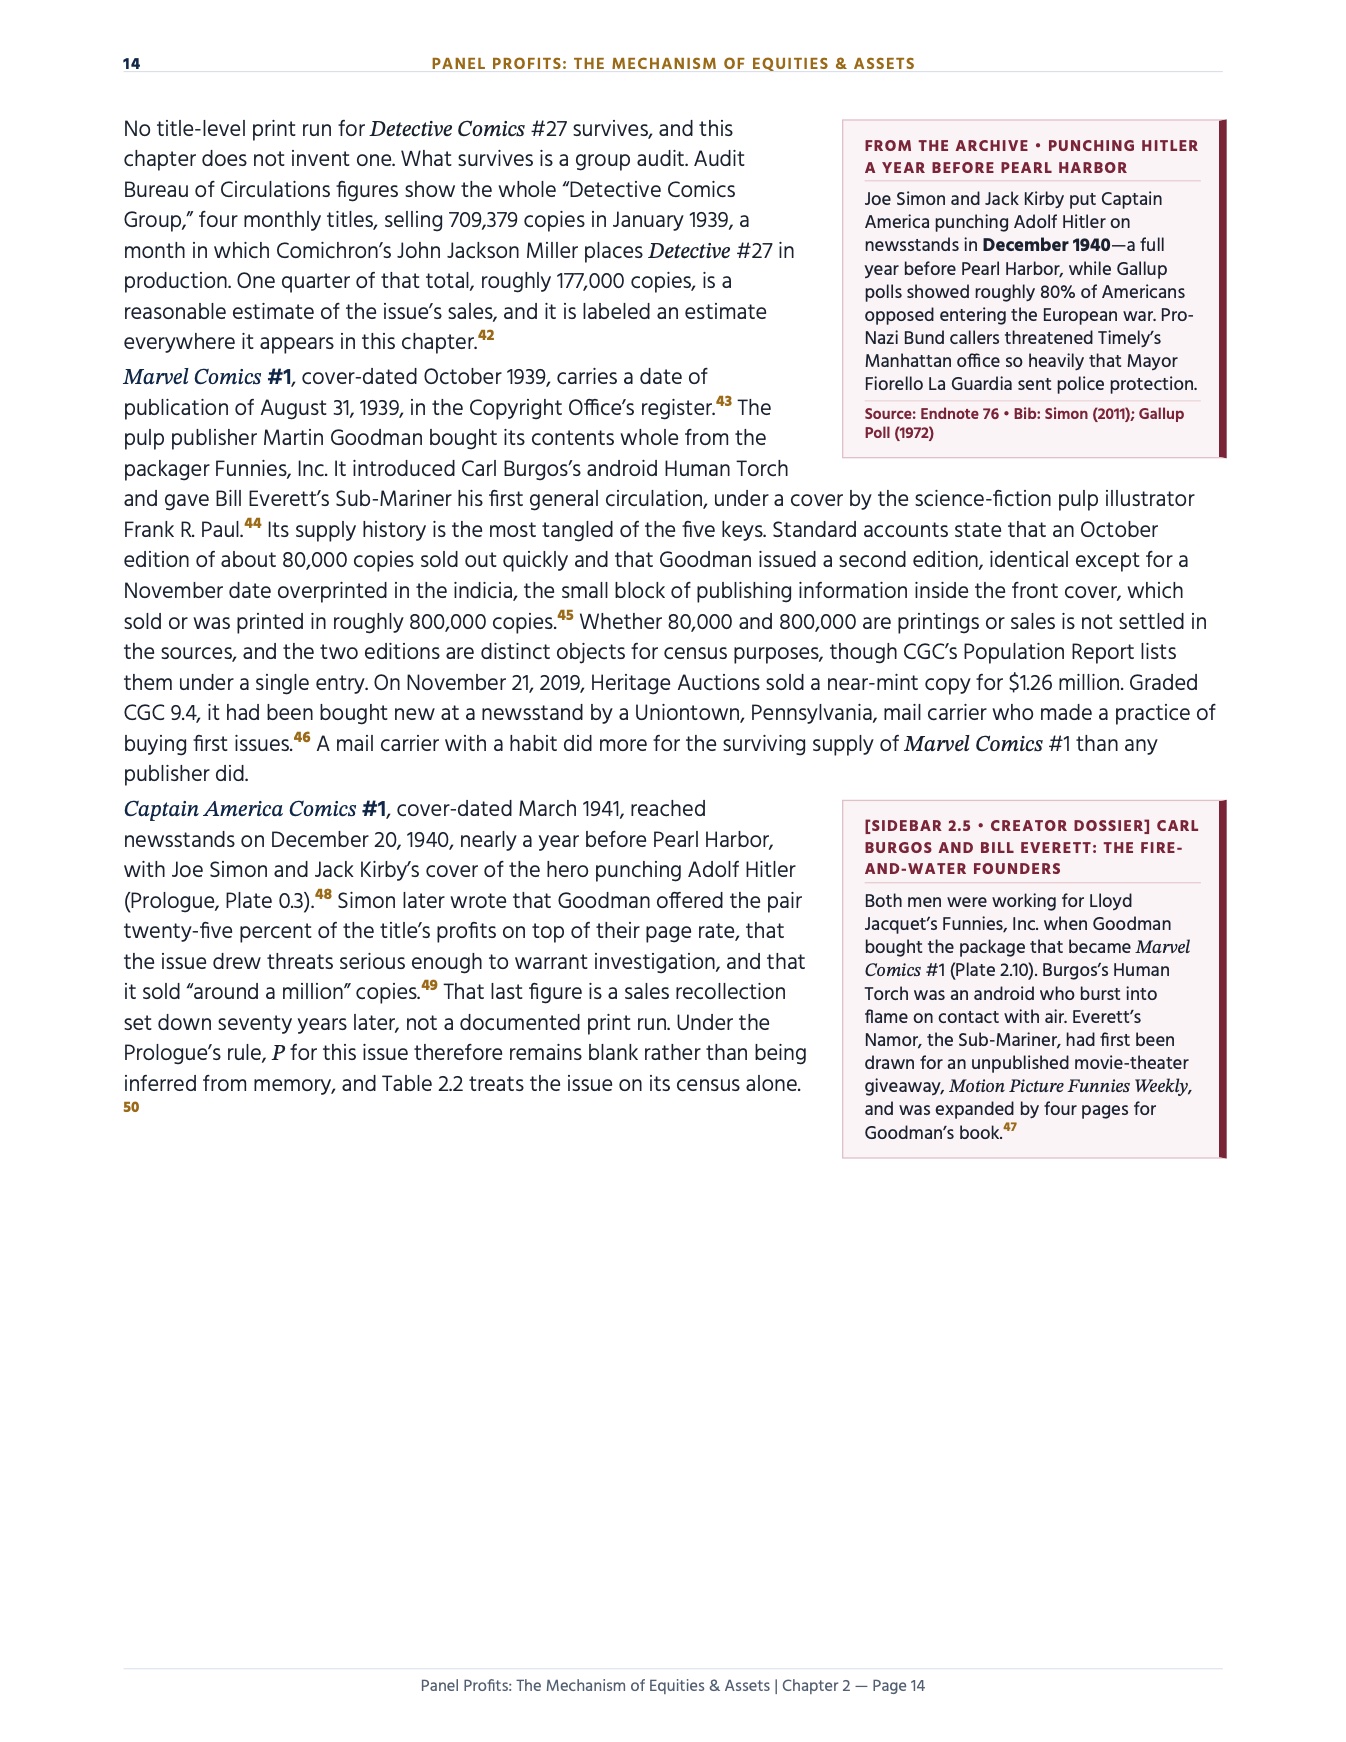 14
PANEL PROFITS: THE MECHANISM OF EQUITIES & ASSETS
No title-level print run for Detective Comics #27 survives, and this
chapter does not invent one. What survives is a group audit. Audit
Bureau of Circulations figures show the whole “Detective Comics
Group,” four monthly titles, selling 709,379 copies in January 1939, a
month in which Comichron’s John Jackson Miller places Detective #27 in
production. One quarter of that total, roughly 177,000 copies, is a
reasonable estimate of the issue’s sales, and it is labeled an estimate
everywhere it appears in this chapter.42
FROM THE ARCHIVE • PUNCHING HITLER
A YEAR BEFORE PEARL HARBOR
Joe Simon and Jack Kirby put Captain
America punching Adolf Hitler on
newsstands in December 1940—a full
year before Pearl Harbor, while Gallup
polls showed roughly 80% of Americans
opposed entering the European war. Pro-
Nazi Bund callers threatened Timely’s
Manhattan office so heavily that Mayor
Fiorello La Guardia sent police protection.
Source: Endnote 76 • Bib: Simon (2011); Gallup
Poll (1972)
Marvel Comics #1, cover-dated October 1939, carries a date of
publication of August 31, 1939, in the Copyright Office’s register.43 The
pulp publisher Martin Goodman bought its contents whole from the
packager Funnies, Inc. It introduced Carl Burgos’s android Human Torch
and gave Bill Everett’s Sub-Mariner his first general circulation, under a cover by the science-fiction pulp illustrator
Frank R. Paul.44 Its supply history is the most tangled of the five keys. Standard accounts state that an October
edition of about 80,000 copies sold out quickly and that Goodman issued a second edition, identical except for a
November date overprinted in the indicia, the small block of publishing information inside the front cover, which
sold or was printed in roughly 800,000 copies.45 Whether 80,000 and 800,000 are printings or sales is not settled in
the sources, and the two editions are distinct objects for census purposes, though CGC’s Population Report lists
them under a single entry. On November 21, 2019, Heritage Auctions sold a near-mint copy for $1.26 million. Graded
CGC 9.4, it had been bought new at a newsstand by a Uniontown, Pennsylvania, mail carrier who made a practice of
buying first issues.46 A mail carrier with a habit did more for the surviving supply of Marvel Comics #1 than any
publisher did.
Captain America Comics #1, cover-dated March 1941, reached
newsstands on December 20, 1940, nearly a year before Pearl Harbor,
with Joe Simon and Jack Kirby’s cover of the hero punching Adolf Hitler
(Prologue, Plate 0.3).48 Simon later wrote that Goodman offered the pair
twenty-five percent of the title’s profits on top of their page rate, that
the issue drew threats serious enough to warrant investigation, and that
it sold “around a million” copies.49 That last figure is a sales recollection
set down seventy years later, not a documented print run. Under the
Prologue’s rule, P for this issue therefore remains blank rather than being
inferred from memory, and Table 2.2 treats the issue on its census alone.
50
[SIDEBAR 2.5 • CREATOR DOSSIER] CARL
BURGOS AND BILL EVERETT: THE FIRE-
AND-WATER FOUNDERS
Both men were working for Lloyd
Jacquet’s Funnies, Inc. when Goodman
bought the package that became Marvel
Comics #1 (Plate 2.10). Burgos’s Human
Torch was an android who burst into
flame on contact with air. Everett’s
Namor, the Sub-Mariner, had first been
drawn for an unpublished movie-theater
giveaway, Motion Picture Funnies Weekly,
and was expanded by four pages for
Goodman’s book.47
Panel Profits: The Mechanism of Equities & Assets | Chapter 2 — Page 14